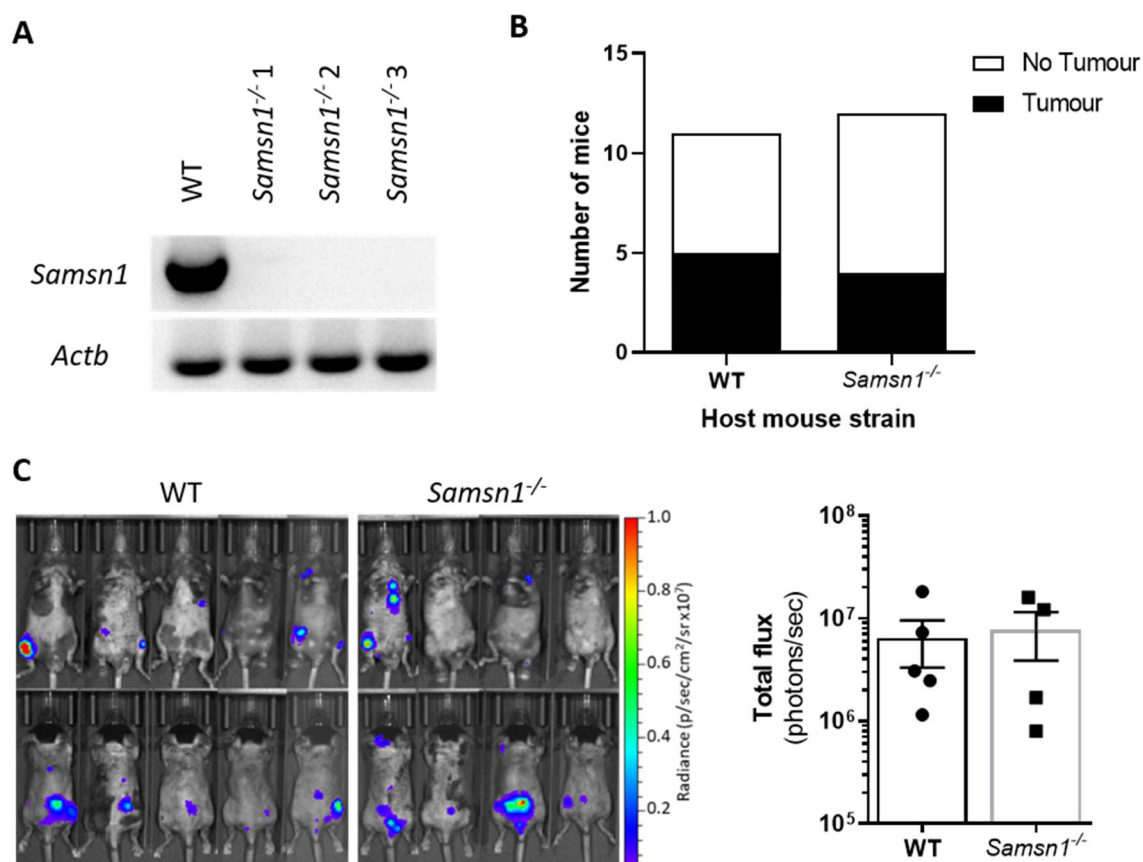 A
WT
Samsn1-/- 1
Samsn1-/- 2
Samsn1-/- 3
Samsn1
Actb
B
15
10
5
0
Number of mice
No Tumour
Tumour
WT
Samsn1-/-
Host mouse strain
C
WT
Samsn1-/-
1.0
0.8
0.6
0.4
0.2
Radiance (p/sec/cm²/srx10⁷)
10⁸
10⁷
10⁶
10⁵
Total flux
(photons/sec)
WT
Samsn1-/-